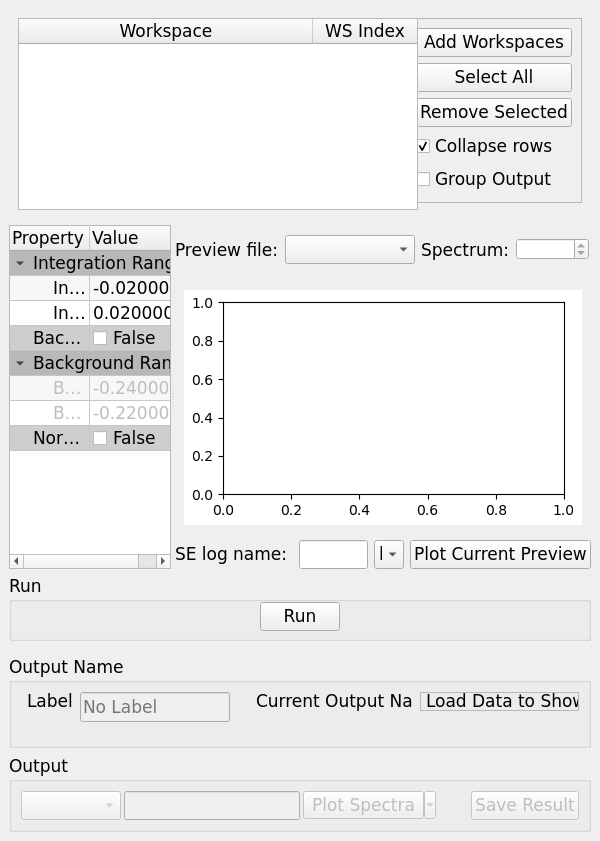 Workspace WS Index
Add Workspaces
Select All
Remove Selected
Collapse rows
Group Output
Property Value
Integration Rang
In... -0.02000
In... 0.020000
Bac... False
Background Ran
B... -0.24000
B... -0.22000
Nor... False
Preview file: Spectrum:
1.0
0.8
0.6
0.4
0.2
0.0
0.0 0.2 0.4 0.6 0.8 1.0
SE log name: Plot Current Preview
Run
Run
Output Name
Label No Label Current Output Na Load Data to Show
Output
Plot Spectra Save Result